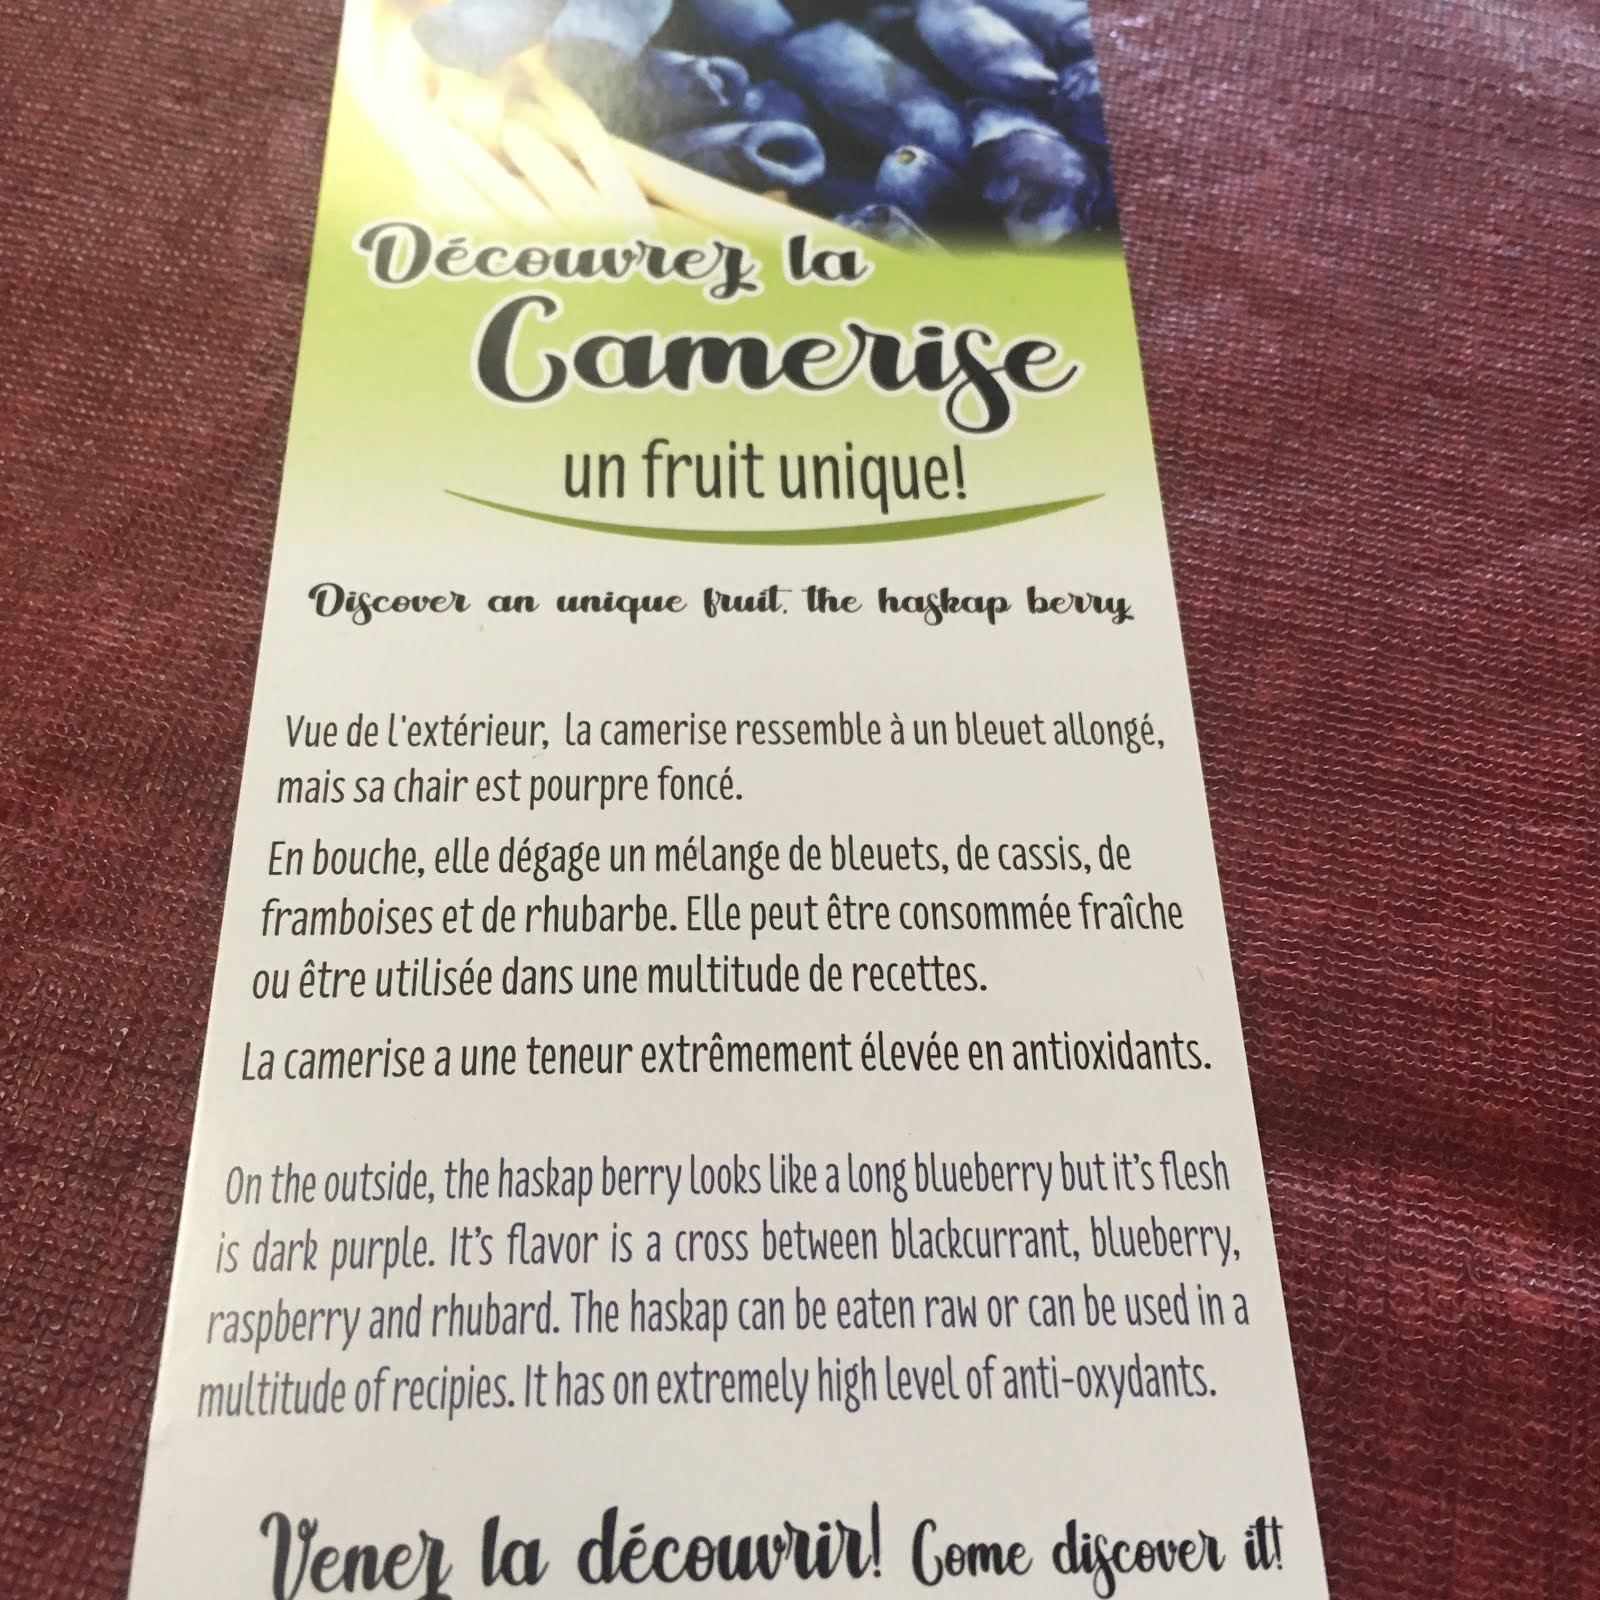 Découvrez la
Camerise
un fruit unique!
Discover an unique fruit, the haskap berry
Vue de l'extérieur, la camerise ressemble à un bleuet allongé,
mais sa chair est pourpre foncé.
En bouche, elle dégage un mélange de bleuets, de cassis, de
framboises et de rhubarbe. Elle peut être consommée fraîche
ou être utilisée dans une multitude de recettes.
La camerise a une teneur extrêmement élevée en antioxidants.
On the outside, the haskap berry looks like a long blueberry but it's flesh
is dark purple. It's flavor is a cross between blackcurrant, blueberry,
raspberry and rhubard. The haskap can be eaten raw or can be used in a
multitude of recipies. It has on extremely high level of anti-oxydants.
Venez la découvrir! Come discover it!